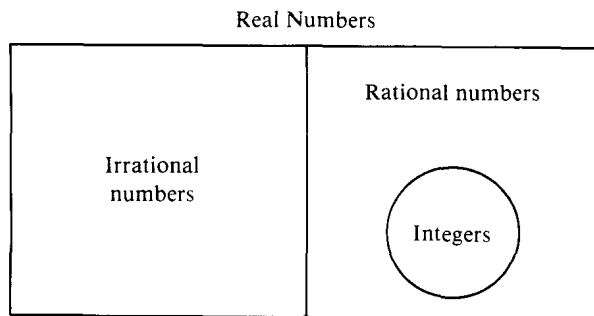 Real Numbers
Rational numbers
Irrational
numbers
Integers